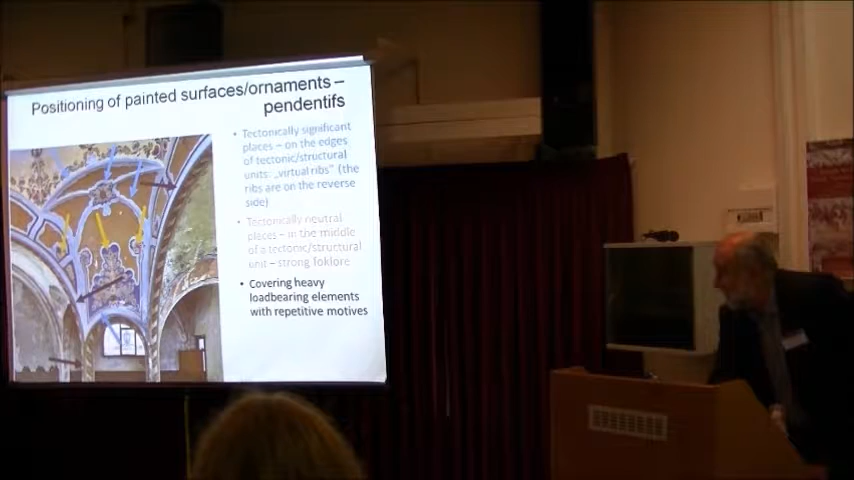 Positioning of painted surfaces/ornaments –
pendentifs
• Tectonically significant
places – on the edges
of tectonic/structural
units: „virtual ribs" (the
ribs are on the reverse
side)
• Tectonically neutral
places – in the middle
of a tectonic/structural
unit – strong foklore
• Covering heavy
loadbearing elements
with repetitive motives